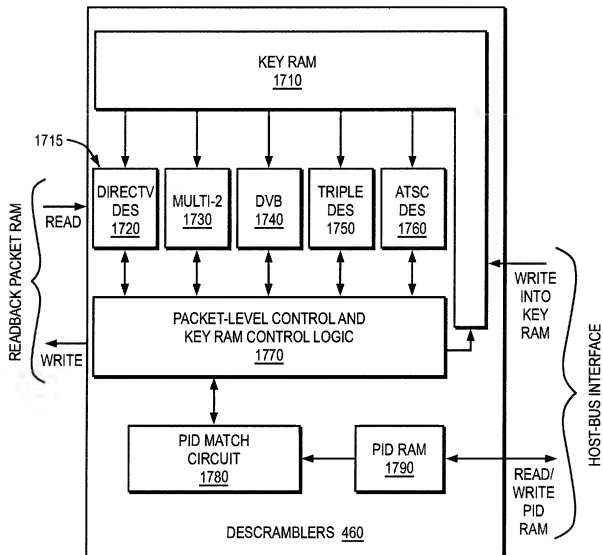 KEY RAM
1710
1715
DIRECTV
DES
1720
MULTI-2
1730
DVB
1740
TRIPLE
DES
1750
ATSC
DES
1760
READBACK PACKET RAM
READ
WRITE
PACKET-LEVEL CONTROL AND
KEY RAM CONTROL LOGIC
1770
WRITE
INTO KEY
RAM
HOST-BUS INTERFACE
PID MATCH
CIRCUIT
1780
PID RAM
1790
READ/
WRITE
PID
RAM
DESCRAMBLERS 460